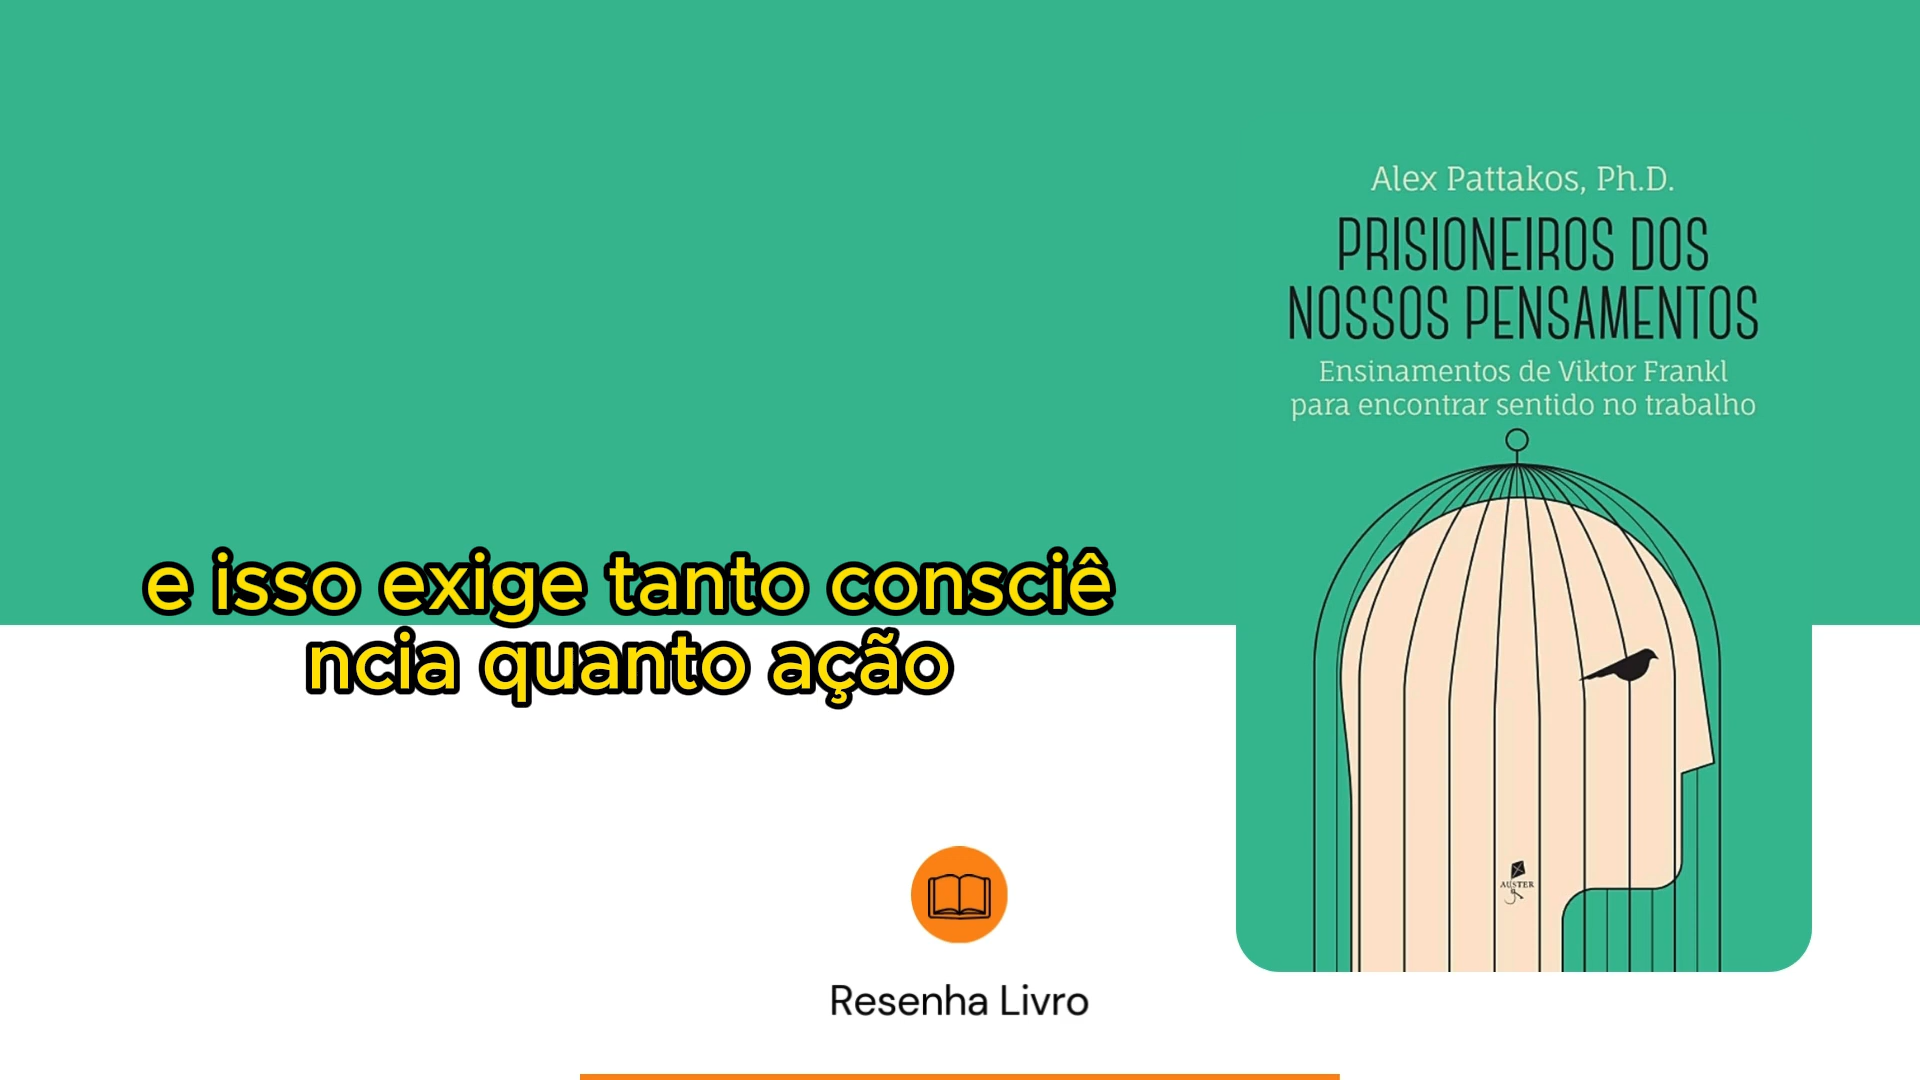 Alex Pattakos, Ph.D.
PRISIONEIROS DOS
NOSSOS PENSAMENTOS
Ensinamentos de Viktor Frankl
para encontrar sentido no trabalho
e isso exige tanto consciê
ncia quanto ação
AUSTER
Resenha Livro